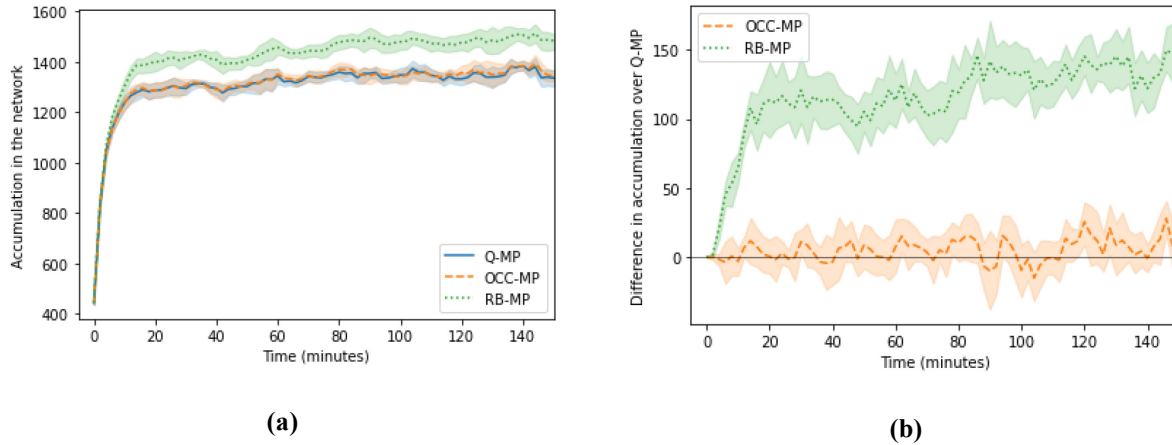 1600
1400
1200
1000
800
600
400
Accumulation in the network
0 20 40 60 80 100 120 140
Time (minutes)
Q-MP
OCC-MP
RB-MP
(a)
150
100
50
0
Difference in accumulation over Q-MP
OCC-MP
RB-MP
0 20 40 60 80 100 120 140
Time (minutes)
(b)